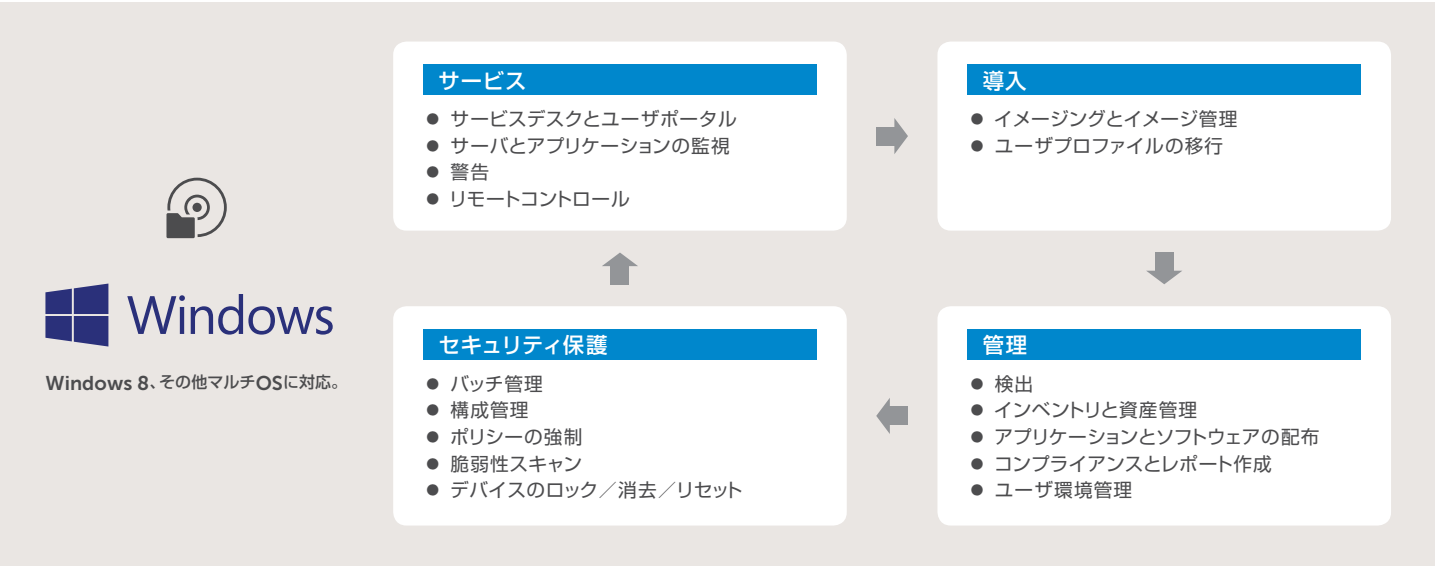 サービス
● サービスデスクとユーザポータル
● サーバとアプリケーションの監視
● 警告
● リモートコントロール
導入
● イメージングとイメージ管理
● ユーザプロファイルの移行
Windows
Windows 8、その他マルチOSに対応。
セキュリティ保護
● バッチ管理
● 構成管理
● ポリシーの強制
● 脆弱性スキャン
● デバイスのロック／消去／リセット
管理
● 検出
● インベントリと資産管理
● アプリケーションとソフトウェアの配布
● コンプライアンスとレポート作成
● ユーザ環境管理